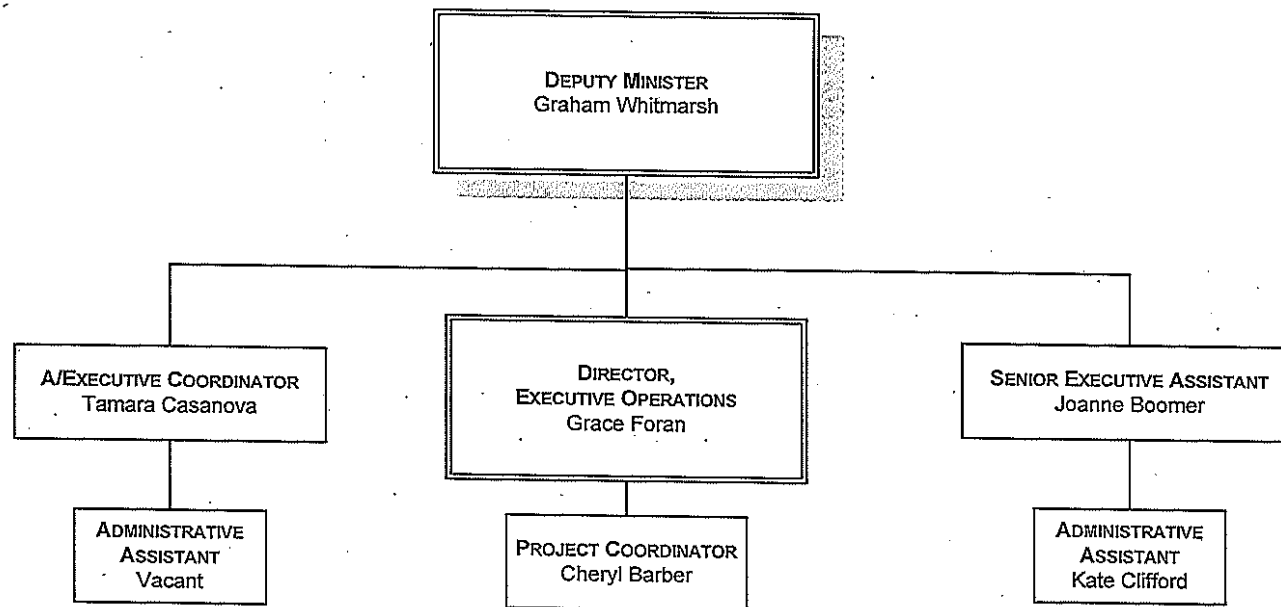 DEPUTY MINISTER
Graham Whitmarsh
A/EXECUTIVE COORDINATOR
Tamara Casanova
DIRECTOR,
EXECUTIVE OPERATIONS
Grace Foran
SENIOR EXECUTIVE ASSISTANT
Joanne Boomer
ADMINISTRATIVE
ASSISTANT
Vacant
PROJECT COORDINATOR
Cheryl Barber
ADMINISTRATIVE
ASSISTANT
Kate Clifford